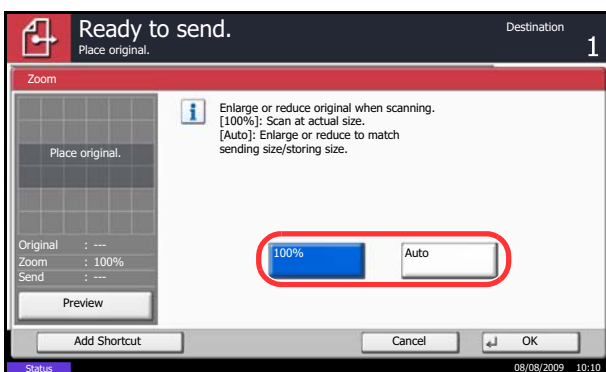 Ready to send.
Destination
Place original.
1
Zoom
Enlarge or reduce original when scanning.
[100%]: Scan at actual size.
[Auto]: Enlarge or reduce to match
sending size/storing size.
Place original.
100%
Auto
Original : ---
Zoom : 100%
Send : ---
Preview
Add Shortcut
Cancel
OK
Status
08/08/2009 10:10